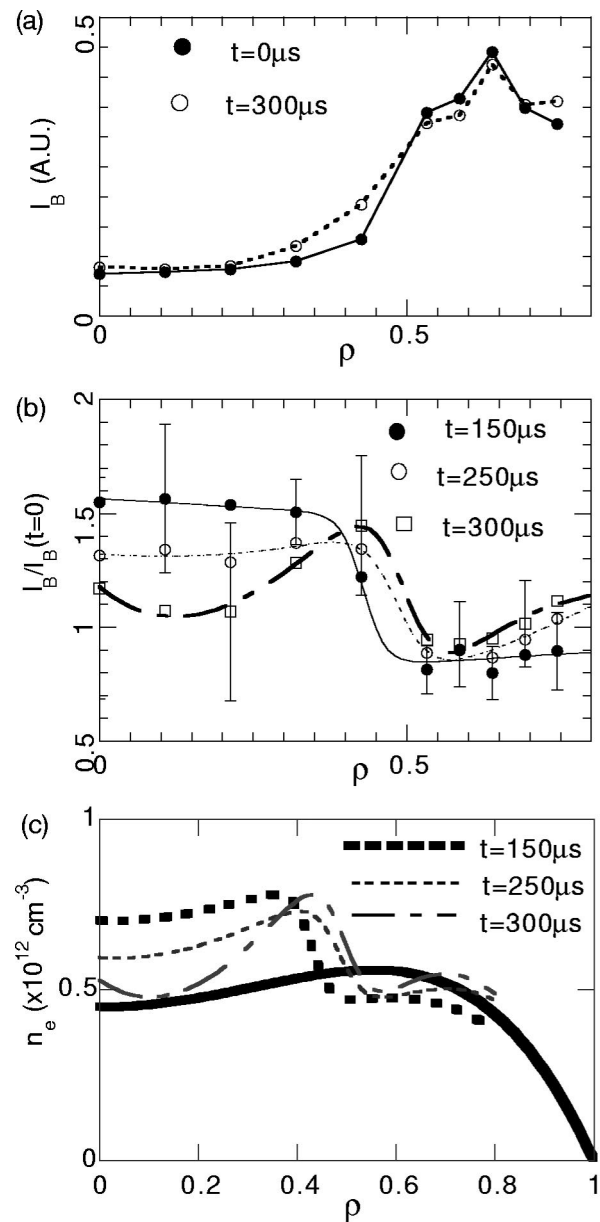 (a)
0.5
t=0µs
t=300µs
I_B (A.U.)
0
0
0.5
ρ
(b)
2
t=150µs
t=250µs
t=300µs
I_B/I_B(t=0)
1.5
1
0.5
0
0.5
ρ
(c)
1
t=150µs
t=250µs
t=300µs
n_e (x10^12 cm^-3)
0.5
0
0
0.2
0.4
0.6
0.8
1
ρ